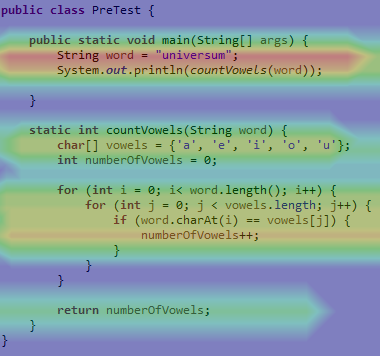 public class PreTest {
public static void main(String[] args) {
String word = "universum";
System.out.println(countVowels(word));
}
static int countVowels(String word) {
char[] vowels = {'a', 'e', 'i', 'o', 'u'};
int numberOfVowels = 0;
for (int i = 0; i< word.length(); i++) {
for (int j = 0; j < vowels.length; j++) {
if (word.charAt(i) == vowels[j]) {
numberOfVowels++;
}
}
}
return numberOfVowels;
}
}